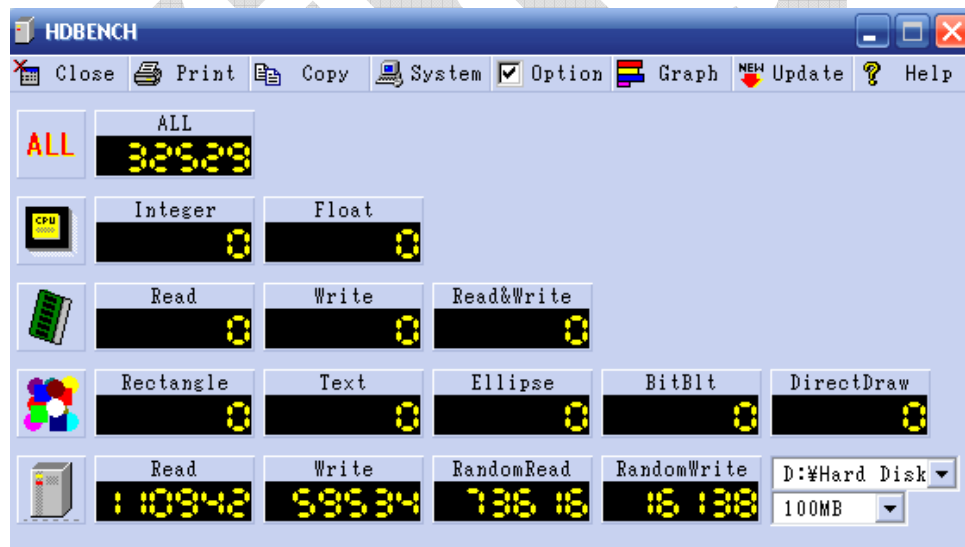 HDBENCH
Close Print Copy System Option Graph NEW Update ? Help
ALL ALL
32529
CPU Integer Float
0 0
Read Write Read&Write
0 0 0
Rectangle Text Ellipse BitBlt DirectDraw
0 0 0 0 0
Read Write RandomRead RandomWrite D:¥Hard Disk
110942 59534 73616 16138 100MB